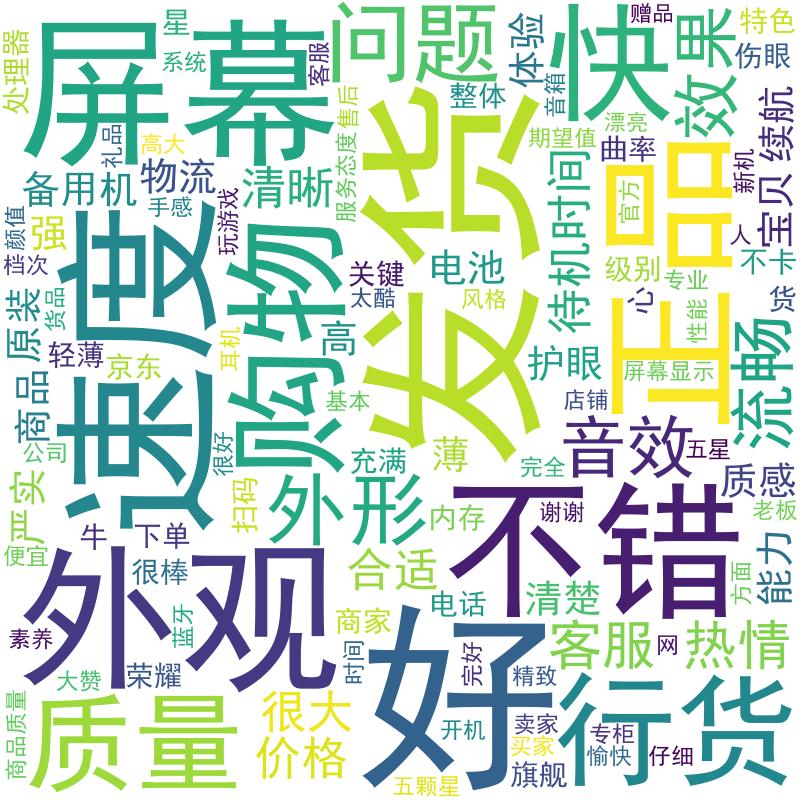 屏幕
问题
快
效果
星
系统
处理器
客服
体验
音箱
赠品
特色
伤眼
整体
售后
服务态度
期望值
漂亮
曲率
续航
新机
宝贝
礼品
高大
物流
清晰
备用机
手感
玩游戏
颜值
强
速度
购物
发货
正品
官方
待机时间
人
不卡
级别
专业
心
货
性能
流畅
原装
货品
轻薄
京东
商品
耳机
高
关键
太酷
电池
风格
护眼
屏幕显示
店铺
基本
很好
公司
严实
便宜
扫码
充满
薄
外形
内存
完全
音效
五星
质感
老板
能力
方面
牛
下单
很棒
外观
合适
不错
谢谢
清楚
电话
商家
蓝牙
素养
大赞
荣耀
时间
好
完好
精致
客服
网
热情
质量
很大
价格
商品质量
开机
卖家
买家
旗舰
五颗星
行货
专柜
愉快
仔细